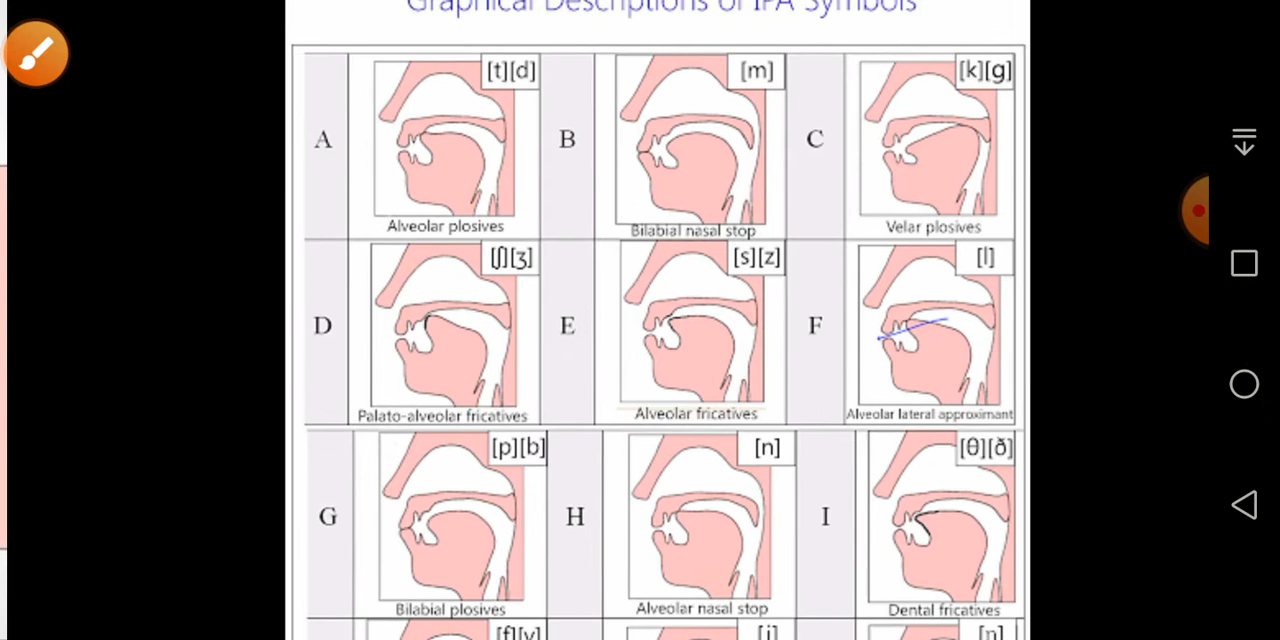 Graphical Descriptions of IPA Symbols
A [t][d] B [m] C [k][g]
Alveolar plosives Bilabial nasal stop Velar plosives
D [ʃ][ʒ] E [s][z] F [l]
Palato-alveolar fricatives Alveolar fricatives Alveolar lateral approximant
G [p][b] H [n] I [θ][ð]
Bilabial plosives Alveolar nasal stop Dental fricatives
[f][v]